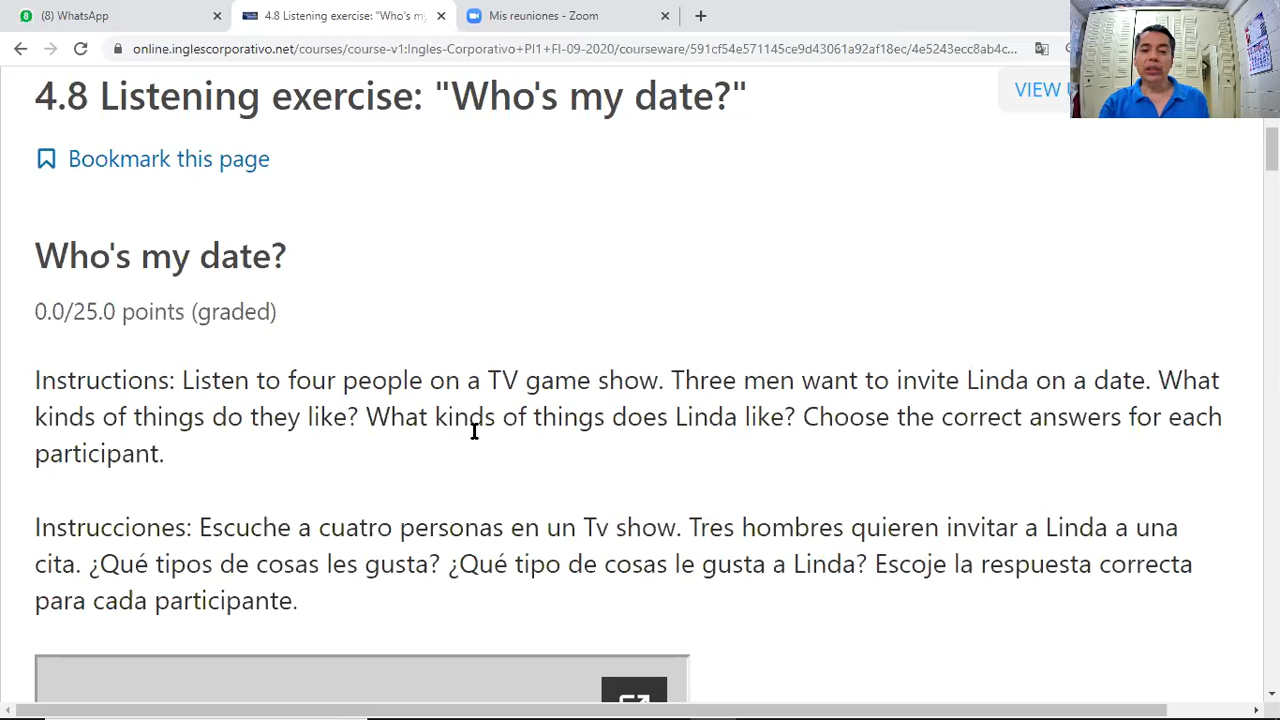 (8) WhatsApp
4.8 Listening exercise: "Who's
Mis reuniones - Zoom
online.inglescorporativo.net/courses/course-v1:Ingles-Corporativo+PI1+FI-09-2020/courseware/591cf54e571145ce9d43061a92af18ec/4e5243ecc8ab4c...
4.8 Listening exercise: "Who's my date?"
VIEW
Bookmark this page
Who's my date?
0.0/25.0 points (graded)
Instructions: Listen to four people on a TV game show. Three men want to invite Linda on a date. What
kinds of things do they like? What kinds of things does Linda like? Choose the correct answers for each
participant.
Instrucciones: Escuche a cuatro personas en un Tv show. Tres hombres quieren invitar a Linda a una
cita. ¿Qué tipos de cosas les gusta? ¿Qué tipo de cosas le gusta a Linda? Escoje la respuesta correcta
para cada participante.